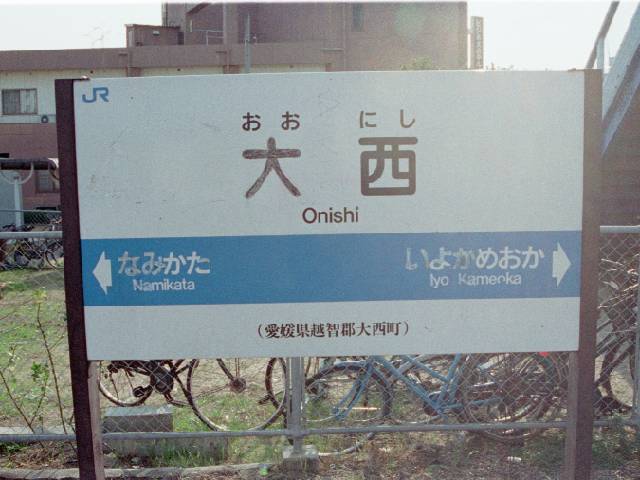 JR
おおにし
大西
Onishi
なみかた いよかめおか
Namikata Iyo Kameoka
（愛媛県越智郡大西町）